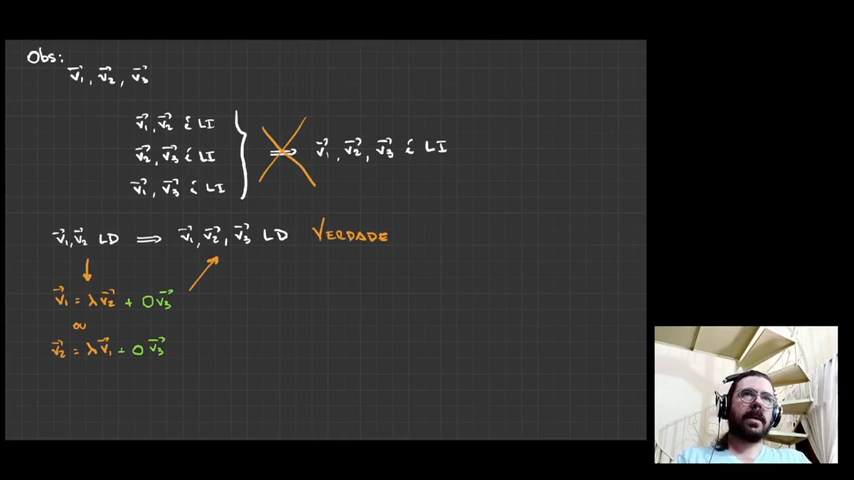 Obs:
v⃗1, v⃗2, v⃗3
v⃗1, v⃗2 é LI
v⃗2, v⃗3 é LI
v⃗1, v⃗3 é LI
⟹ v⃗1, v⃗2, v⃗3 é LI
v⃗1, v⃗2 LD ⟹ v⃗1, v⃗2, v⃗3 LD VERDADE
v⃗1 = λv⃗2 + 0v⃗3
ou
v⃗2 = λv⃗1 + 0v⃗3